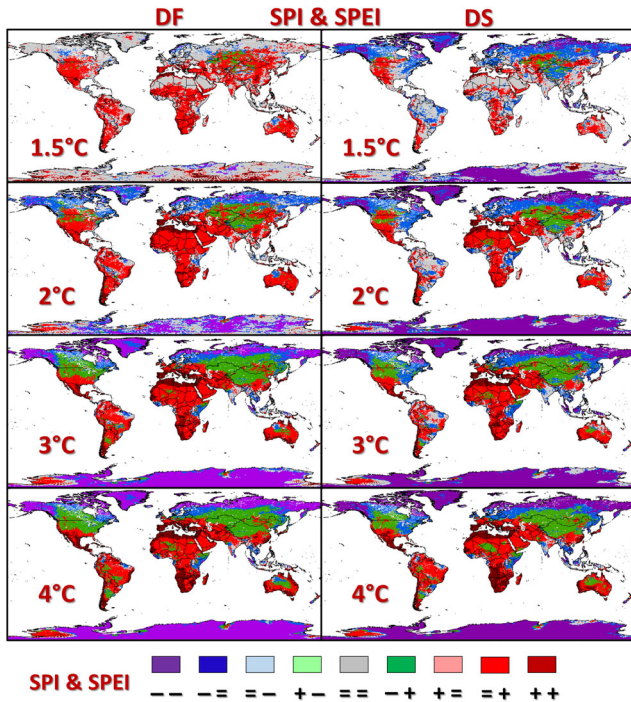 DF SPI & SPEI DS
1.5°C 1.5°C
2°C 2°C
3°C 3°C
4°C 4°C
SPI & SPEI – – – = = – + – = = – + + = = + + +